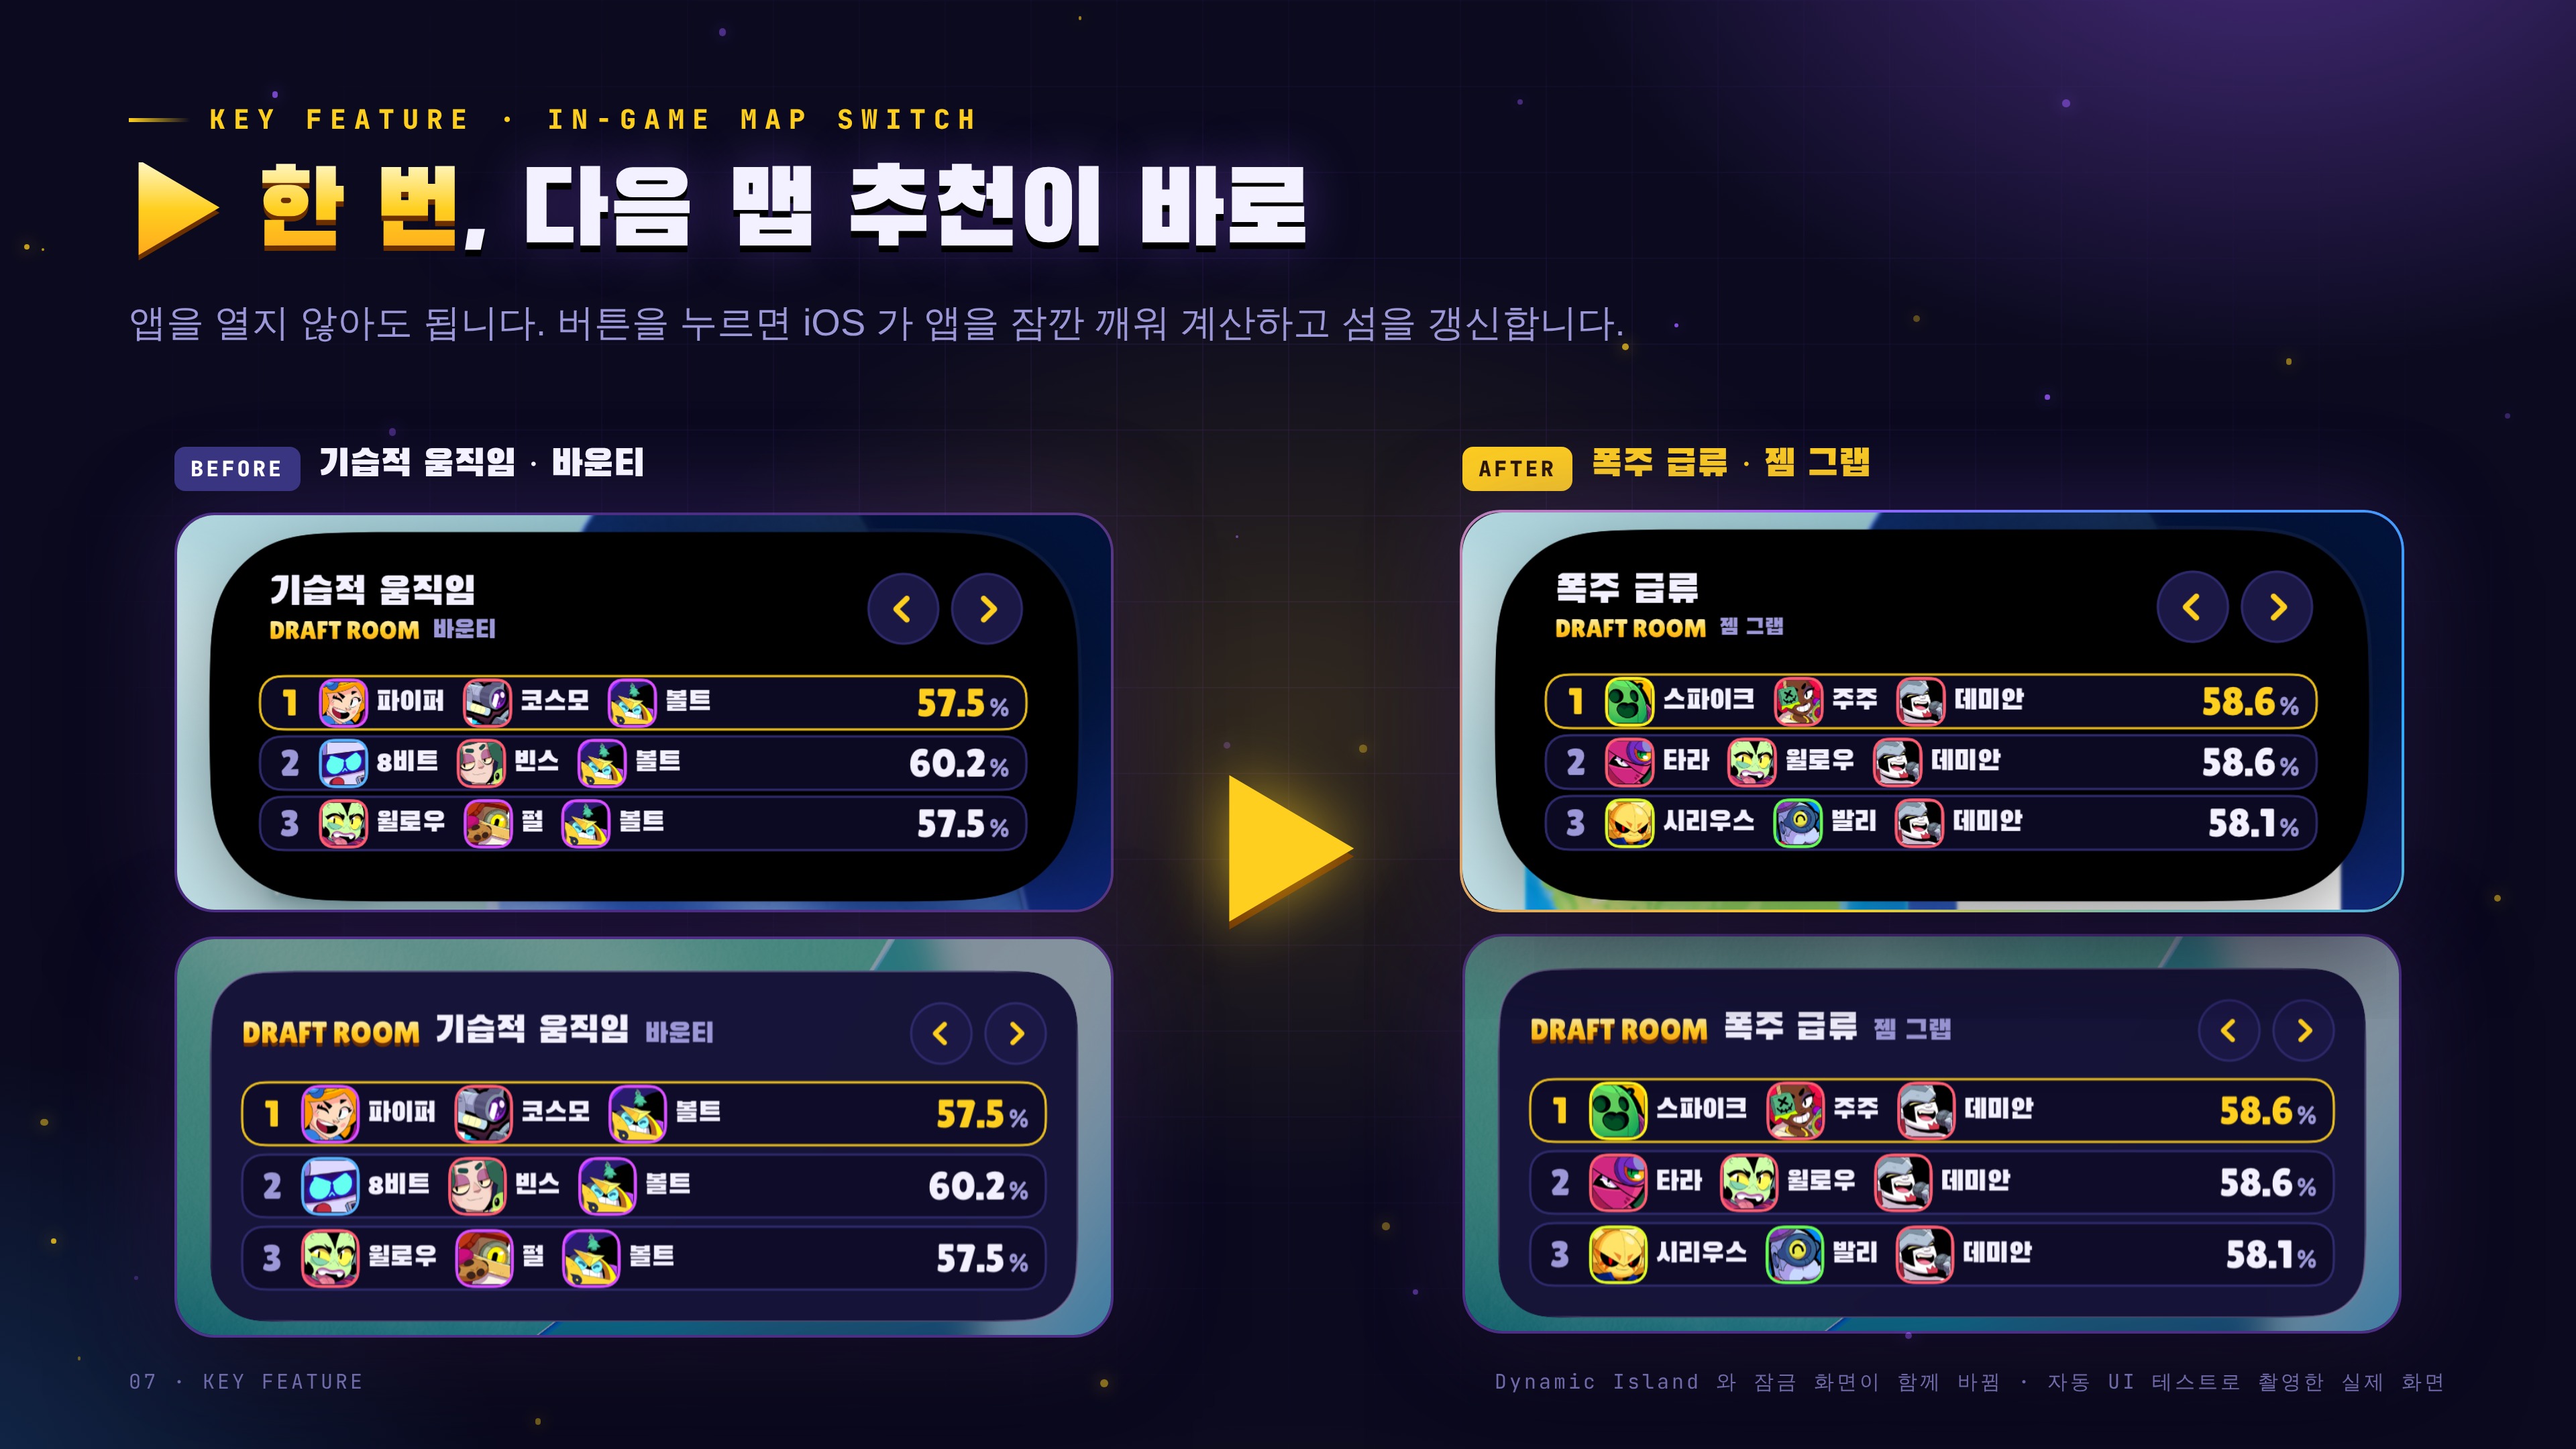 KEY FEATURE · IN-GAME MAP SWITCH
▶ 한 번, 다음 맵 추천이 바로
앱을 열지 않아도 됩니다. 버튼을 누르면 iOS 가 앱을 잠깐 깨워 계산하고 섬을 갱신합니다.
BEFORE 기습적 움직임 · 바운티
기습적 움직임
DRAFT ROOM 바운티
1 파이퍼 코스모 볼트 57.5%
2 8비트 빈스 볼트 60.2%
3 윌로우 펄 볼트 57.5%
DRAFT ROOM 기습적 움직임 바운티
1 파이퍼 코스모 볼트 57.5%
2 8비트 빈스 볼트 60.2%
3 윌로우 펄 볼트 57.5%
AFTER 폭주 급류 · 젬 그랩
폭주 급류
DRAFT ROOM 젬 그랩
1 스파이크 주주 데미안 58.6%
2 타라 윌로우 데미안 58.6%
3 시리우스 발리 데미안 58.1%
DRAFT ROOM 폭주 급류 젬 그랩
1 스파이크 주주 데미안 58.6%
2 타라 윌로우 데미안 58.6%
3 시리우스 발리 데미안 58.1%
07 · KEY FEATURE
Dynamic Island 와 잠금 화면이 함께 바뀜 · 자동 UI 테스트로 촬영한 실제 화면